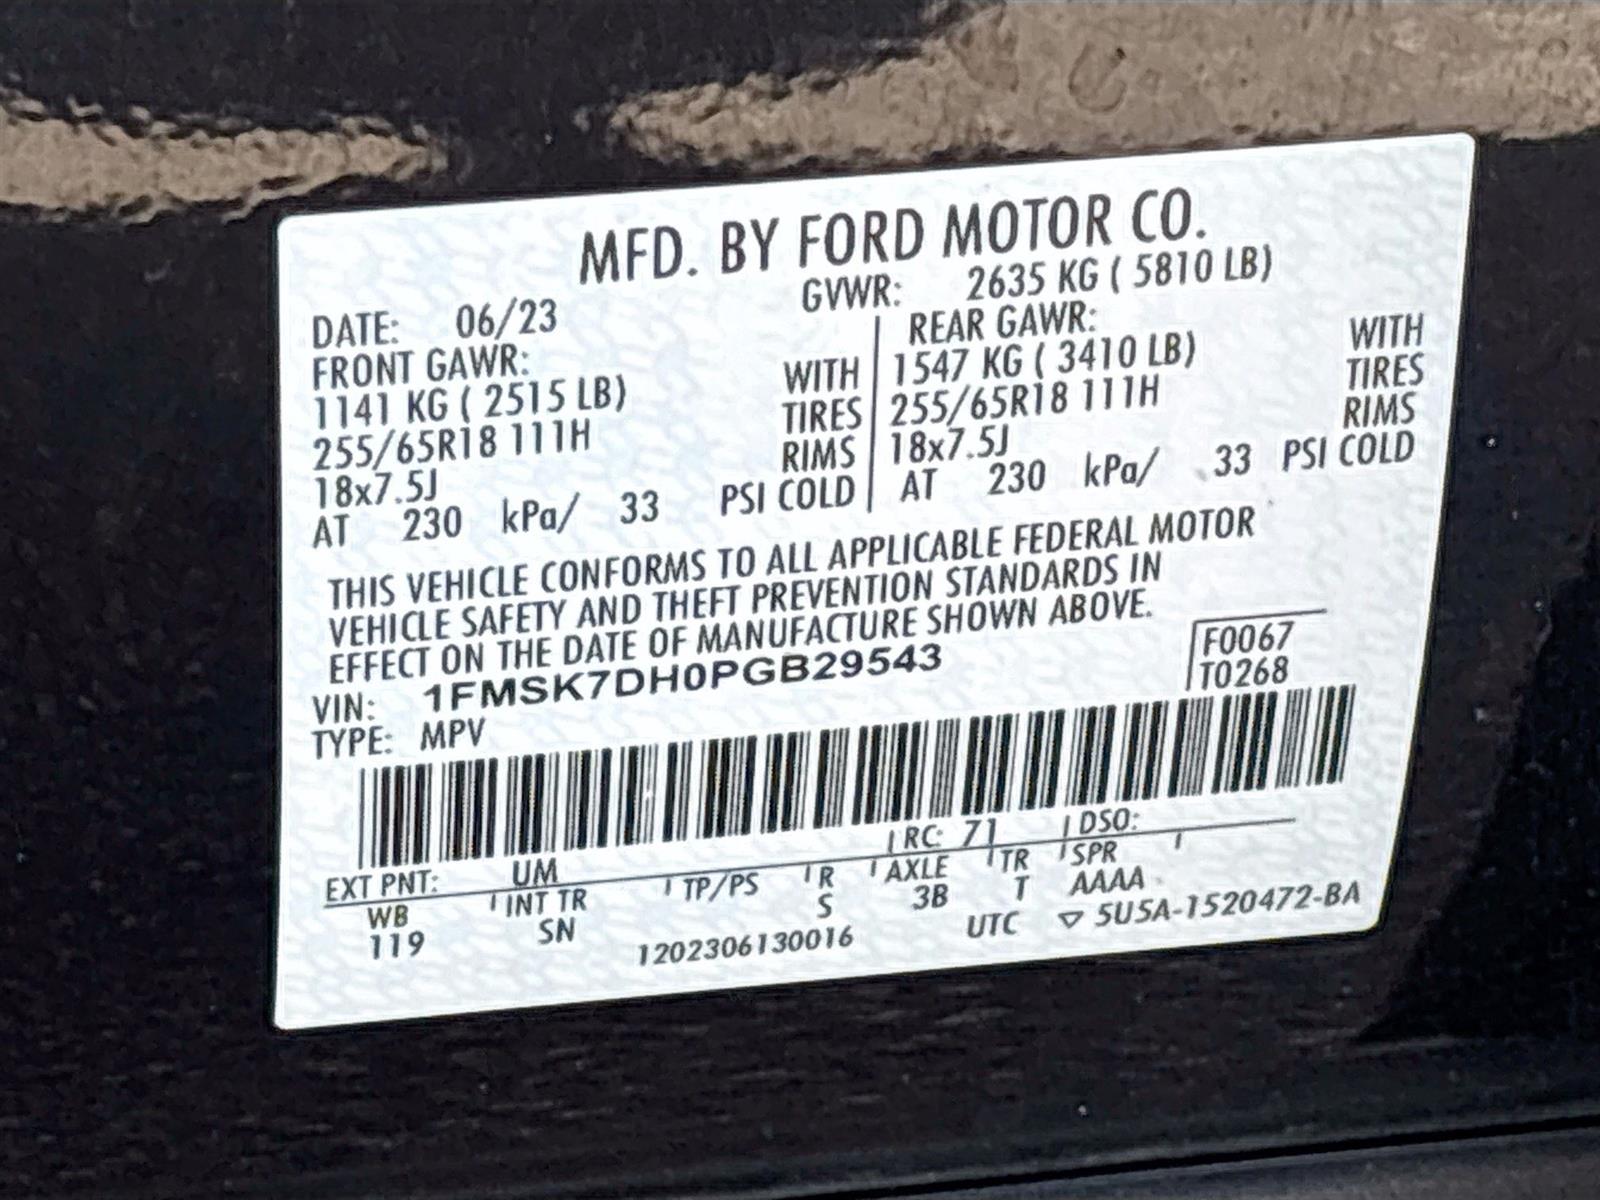 MFD. BY FORD MOTOR CO.
DATE: 06/23 GVWR: 2635 KG ( 5810 LB)
FRONT GAWR:
1141 KG ( 2515 LB) WITH
255/65R18 111H TIRES
18x7.5J RIMS
AT 230 kPa/ 33 PSI COLD
REAR GAWR:
1547 KG ( 3410 LB) WITH
255/65R18 111H TIRES
18x7.5J RIMS
AT 230 kPa/ 33 PSI COLD
THIS VEHICLE CONFORMS TO ALL APPLICABLE FEDERAL MOTOR
VEHICLE SAFETY AND THEFT PREVENTION STANDARDS IN
EFFECT ON THE DATE OF MANUFACTURE SHOWN ABOVE.
VIN: 1FMSK7DH0PGB29543 F0067
TYPE: MPV T0268
EXT PNT: UM RC: 71 DSO:
WB INT TR TP/PS R AXLE TR SPR
119 SN S 3B T AAAA
1202306130016 UTC ▽ 5U5A-1520472-BA